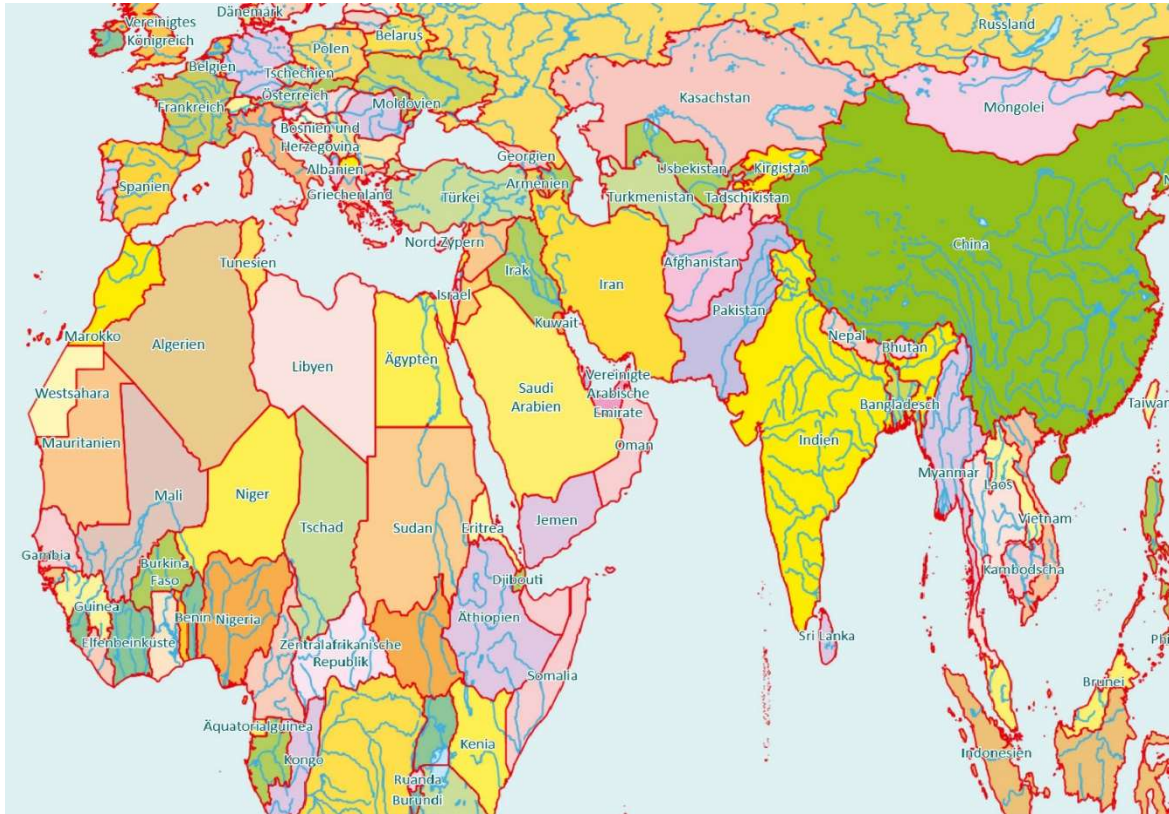 Dänemark
Vereinigtes
Königreich
Belarus
Russland
Polen
Belgien
Tschechien
Österreich
Frankreich
Moldovien
Kasachstan
Mongolei
Bosnien und
Herzegovina
Georgien
Usbekistan
Kirgistan
Albanien
Spanien
Armenien
Griechenland
Türkei
Turkmenistan
Tadschikistan
Nord Zypern
China
Tunesien
Irak
Afghanistan
Israel
Iran
Pakistan
Kuwait
Marokko
Algerien
Nepal
Bhutan
Libyen
Ägypten
Vereinigte
Arabische
Emirate
Saudi
Arabien
Westsahara
Bangladesch
Taiwan
Mauritanien
Oman
Indien
Myanmar
Laos
Mali
Niger
Tschad
Sudan
Eritrea
Jemen
Vietnam
Gambia
Burkina
Faso
Kambodscha
Djibouti
Guinea
Benin
Nigeria
Äthiopien
Elfenbeinküste
Zentralafrikanische
Republik
Sri Lanka
Somalia
Brunei
Äquatorialguinea
Kenia
Kongo
Indonesien
Ruanda
Burundi